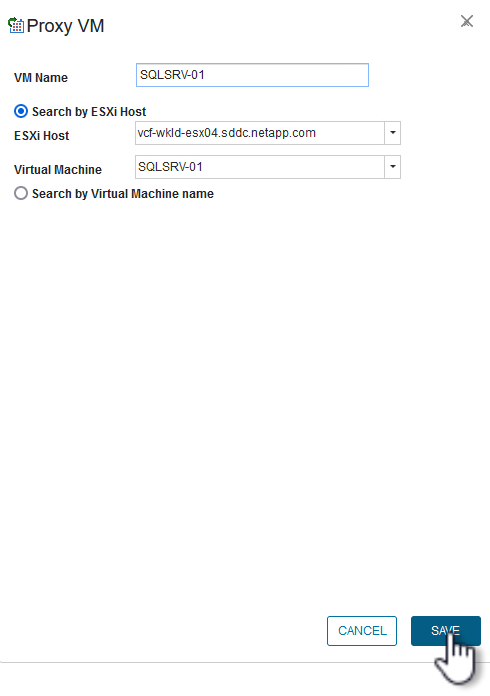 Proxy VM
VM Name SQLSRV-01
Search by ESXi Host
ESXi Host vcf-wkld-esx04.sddc.netapp.com
Virtual Machine SQLSRV-01
Search by Virtual Machine name
CANCEL SAVE